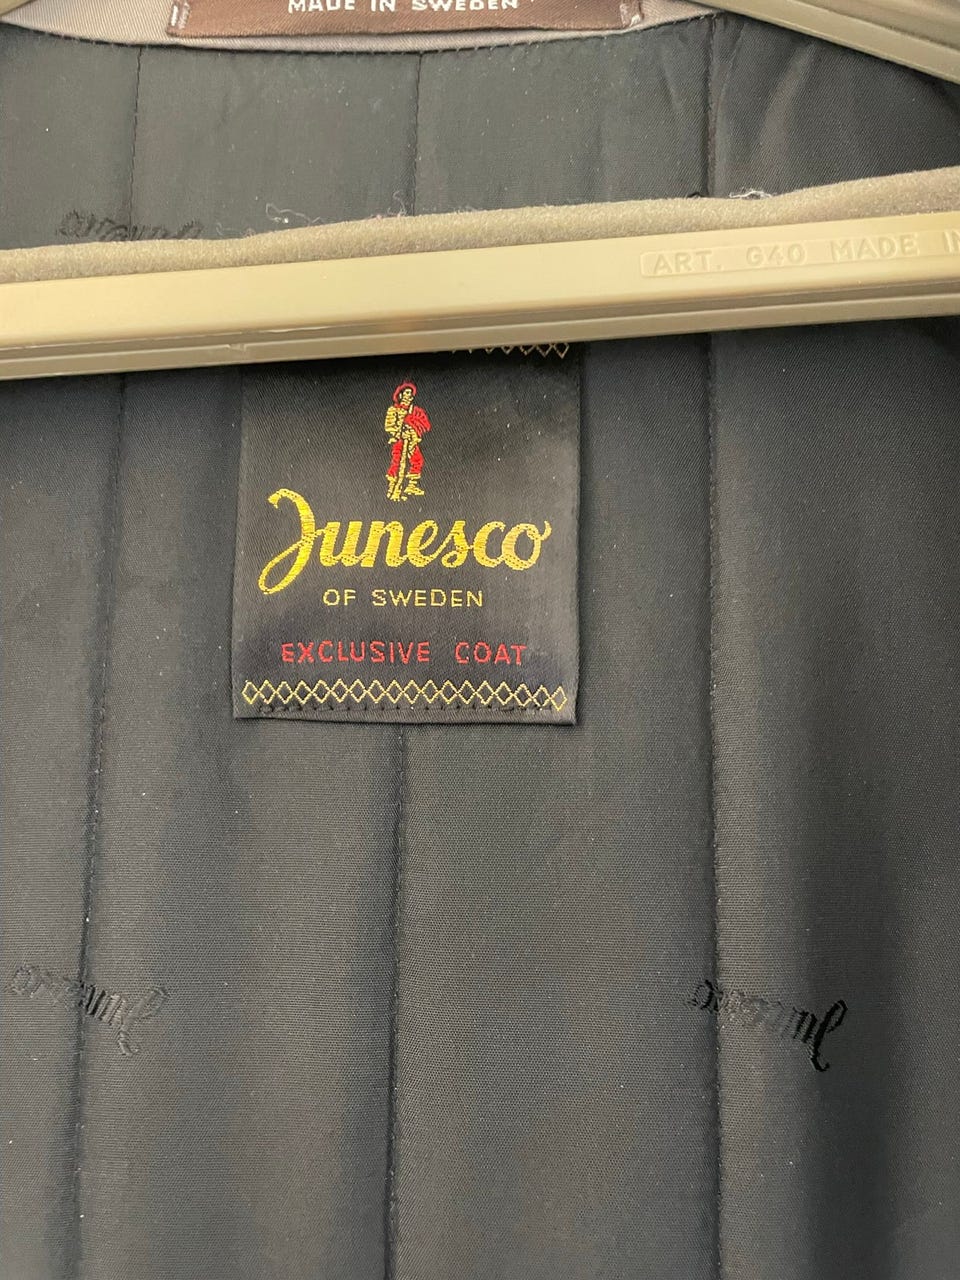 MADE IN SWEDEN
ART. G40 MADE IN
Junesco
OF SWEDEN
EXCLUSIVE COAT
Junesco
Junesco